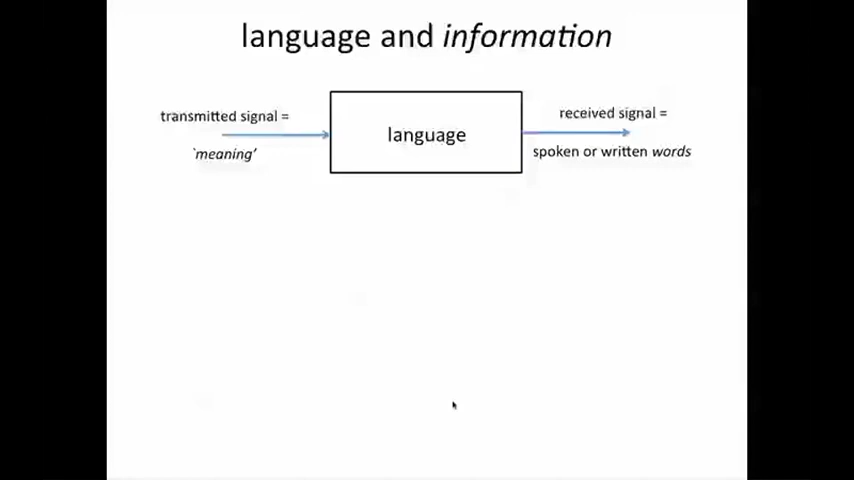 language and information
transmitted signal =
`meaning’
language
received signal =
spoken or written words